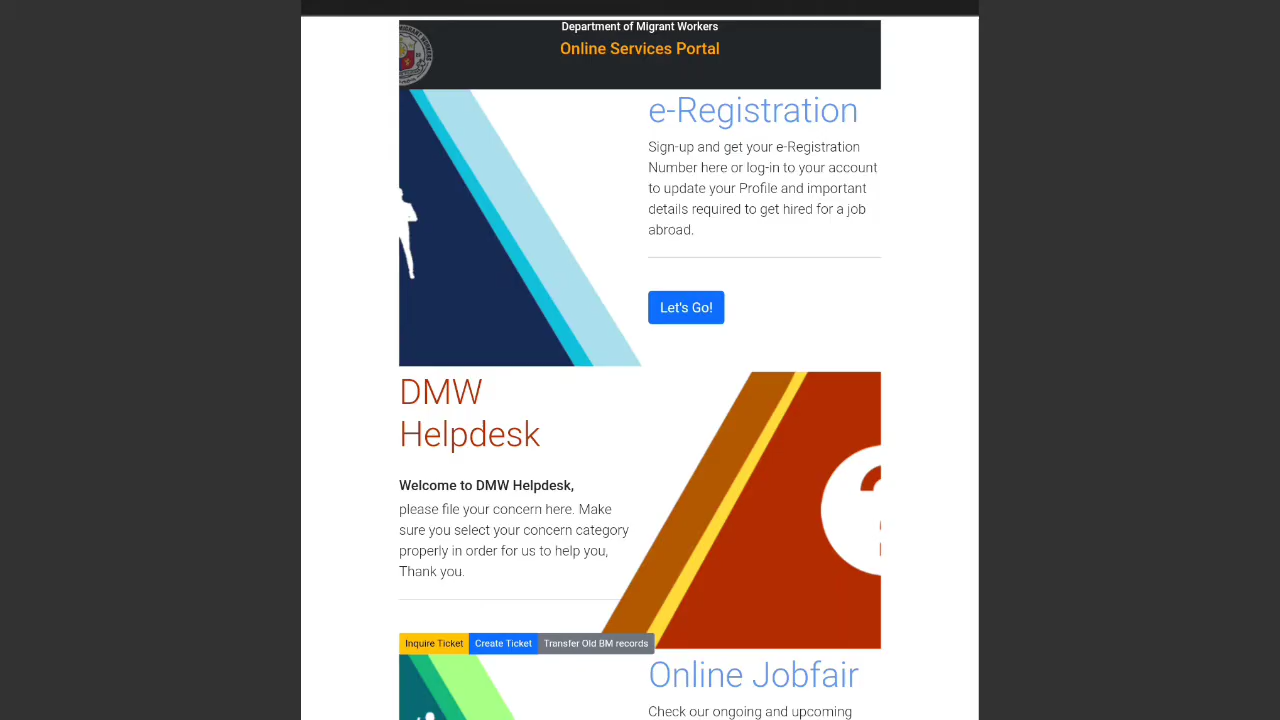 Department of Migrant Workers
Online Services Portal
e-Registration
Sign-up and get your e-Registration
Number here or log-in to your account
to update your Profile and important
details required to get hired for a job
abroad.
Let's Go!
DMW
Helpdesk
Welcome to DMW Helpdesk,
please file your concern here. Make
sure you select your concern category
properly in order for us to help you,
Thank you.
Inquire Ticket
Create Ticket
Transfer Old BM records
Online Jobfair
Check our ongoing and upcoming